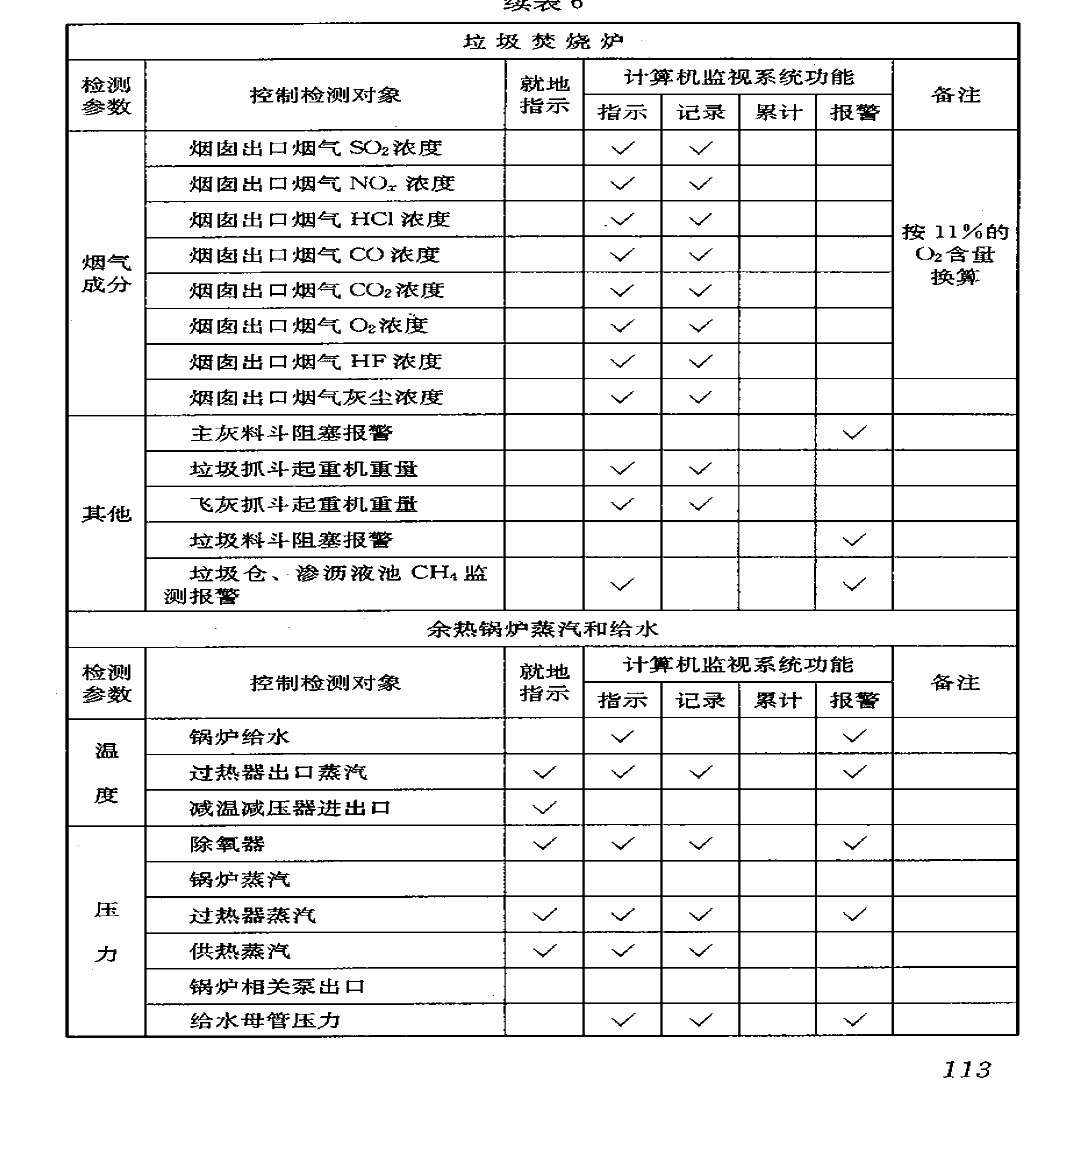 续表 6
垃圾焚烧炉
检测参数 控制检测对象 就地指示 计算机监视系统功能 备注
指示 记录 累计 报警
烟气成分 烟囱出口烟气 SO₂浓度 ✓ ✓ 按 11%的O₂含量换算
烟囱出口烟气 NOₓ 浓度 ✓ ✓
烟囱出口烟气 HCl 浓度 ✓ ✓
烟囱出口烟气 CO 浓度 ✓ ✓
烟囱出口烟气 CO₂浓度 ✓ ✓
烟囱出口烟气 O₂浓度 ✓ ✓
烟囱出口烟气 HF 浓度 ✓ ✓
烟囱出口烟气灰尘浓度 ✓ ✓
其他 主灰料斗阻塞报警 ✓
垃圾抓斗起重机重量 ✓ ✓
飞灰抓斗起重机重量 ✓ ✓
垃圾料斗阻塞报警 ✓
垃圾仓、渗沥液池 CH₄ 监
测报警 ✓ ✓
余热锅炉蒸汽和给水
检测参数 控制检测对象 就地指示 计算机监视系统功能 备注
指示 记录 累计 报警
温度 锅炉给水 ✓ ✓
过热器出口蒸汽 ✓ ✓ ✓ ✓
减温减压器进出口 ✓
压力 除氧器 ✓ ✓ ✓ ✓
锅炉蒸汽
过热器蒸汽 ✓ ✓ ✓ ✓
供热蒸汽 ✓ ✓ ✓
锅炉相关泵出口
给水母管压力 ✓ ✓ ✓
113